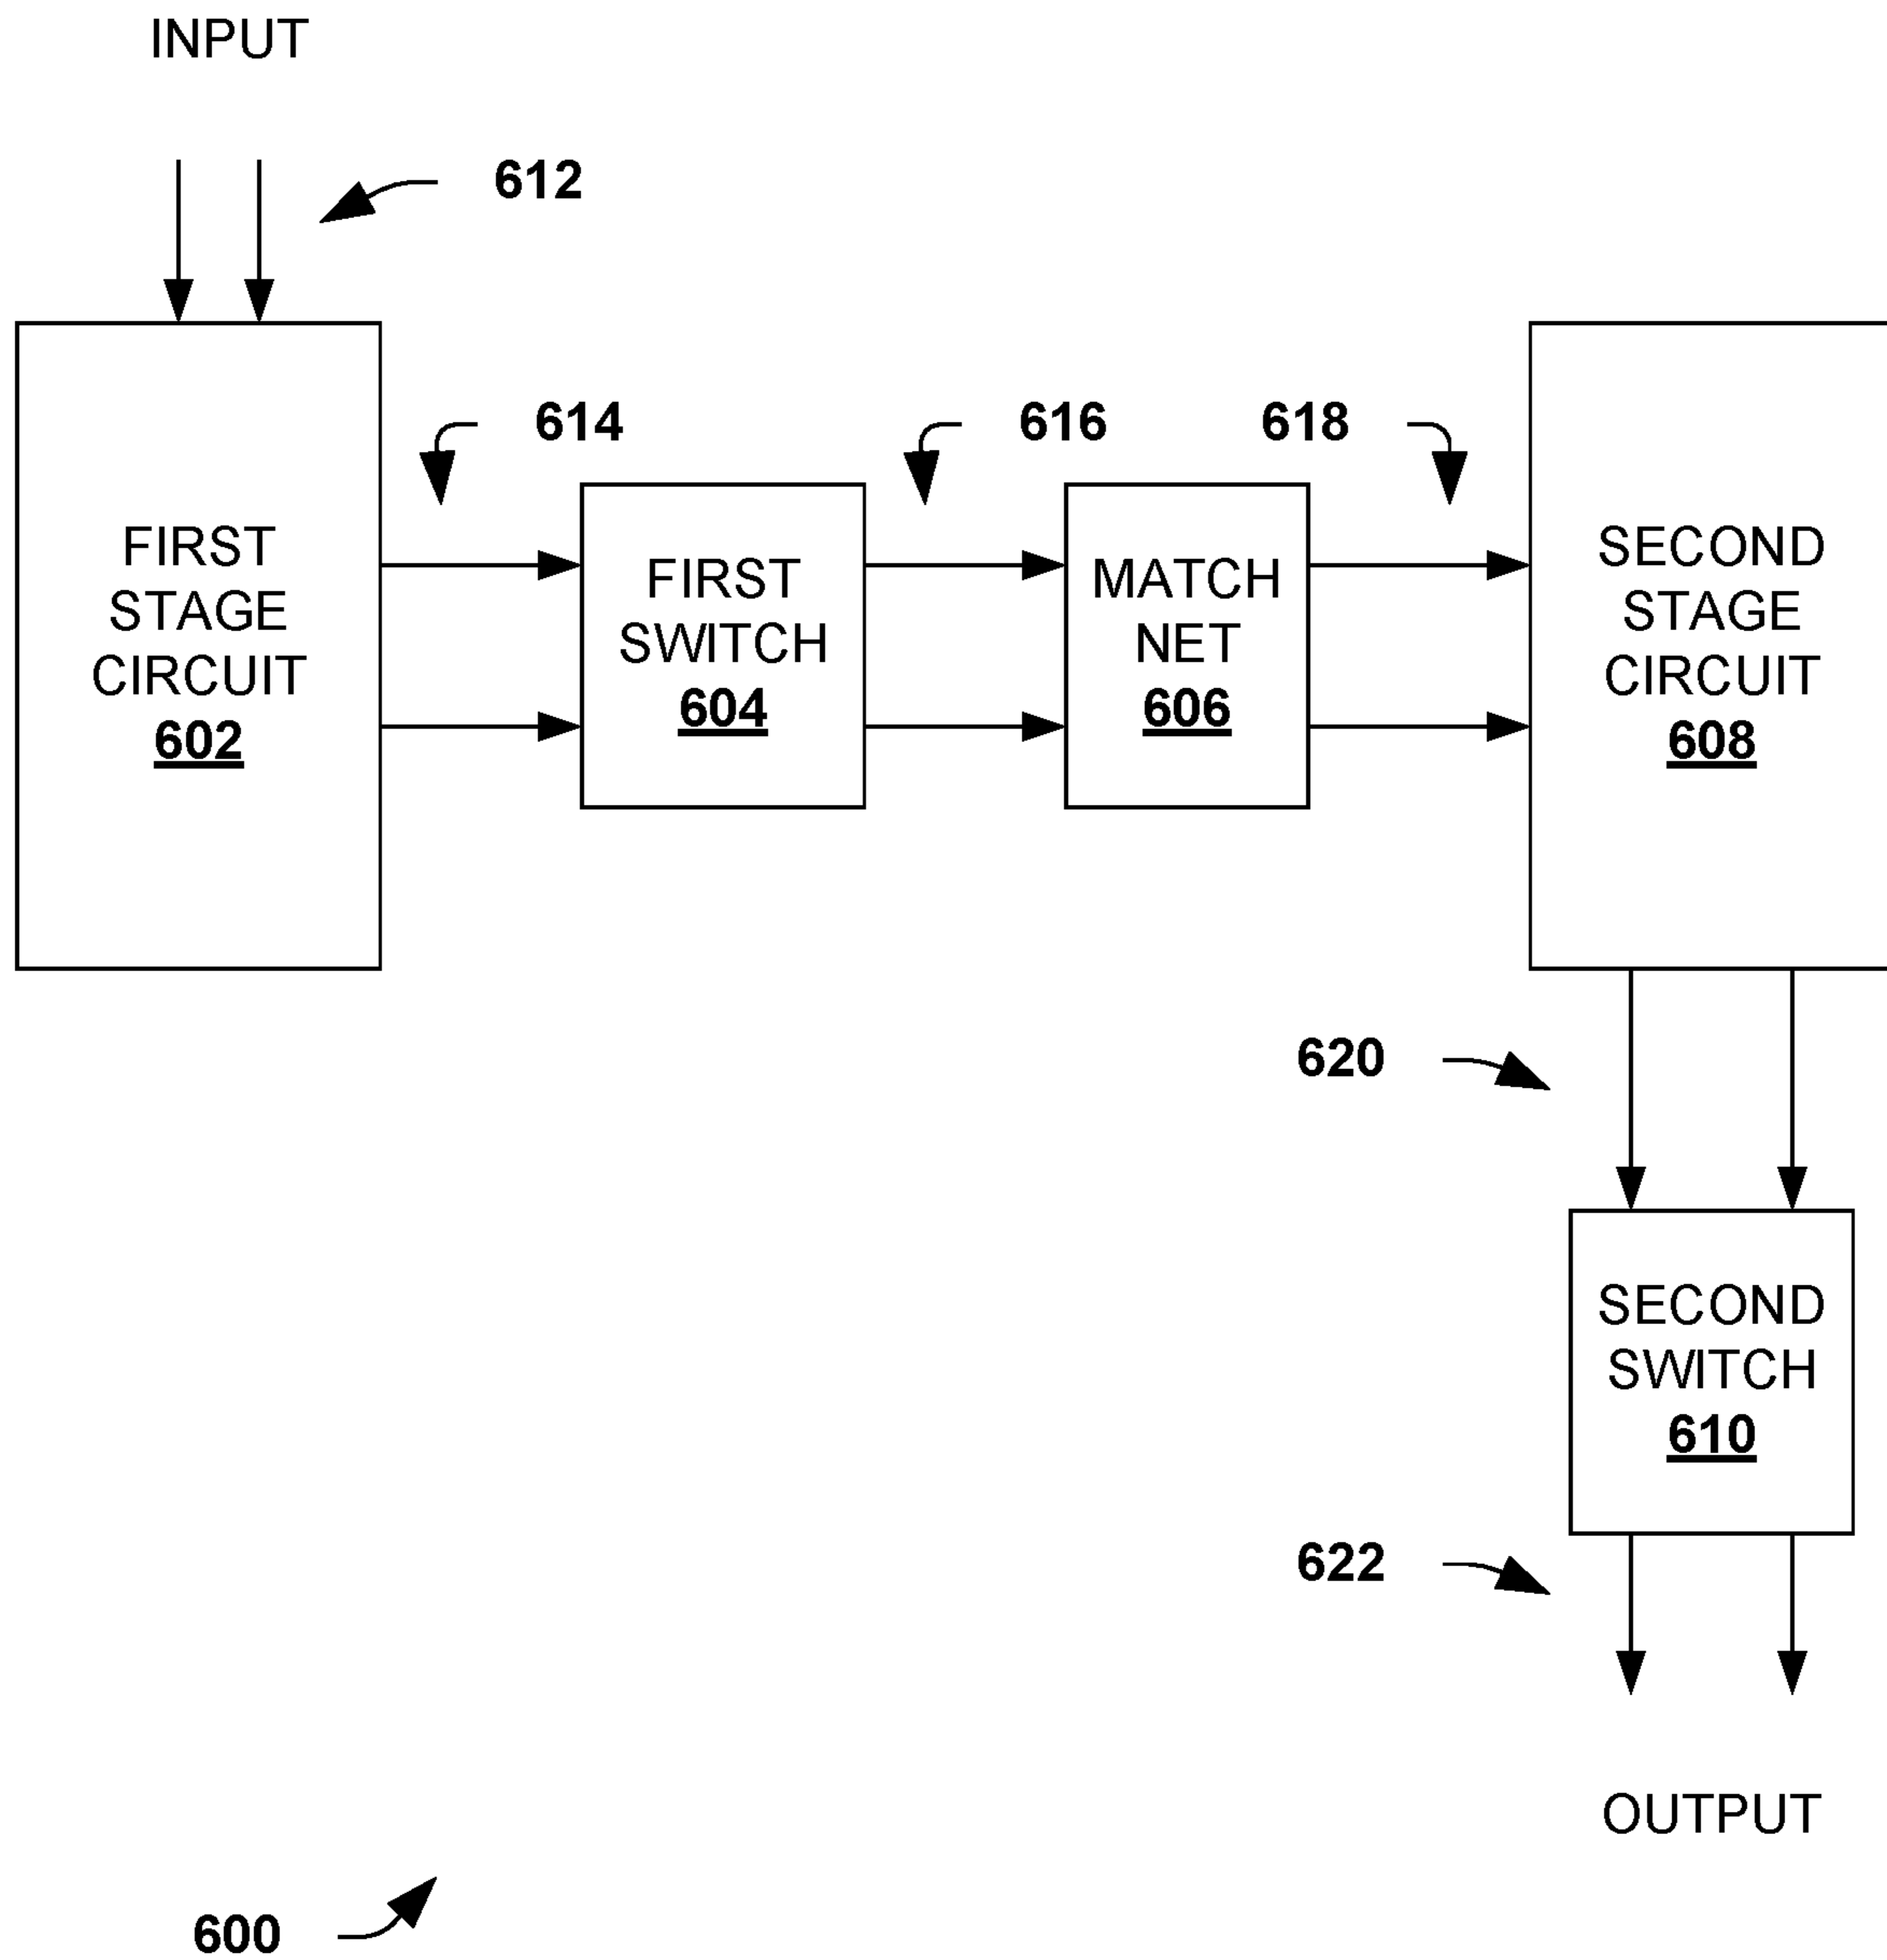 INPUT
612
614
616
618
FIRST
STAGE
CIRCUIT
602
FIRST
SWITCH
604
MATCH
NET
606
SECOND
STAGE
CIRCUIT
608
620
SECOND
SWITCH
610
622
OUTPUT
600